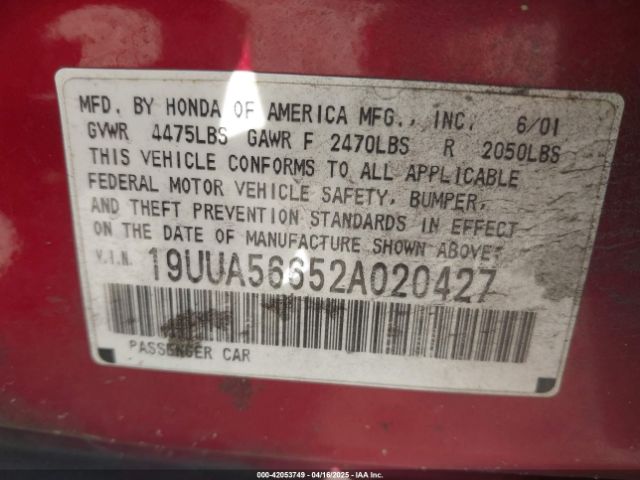 MFD. BY HONDA OF AMERICA MFG., INC. 6/01
GVWR 4475LBS GAWR F 2470LBS R 2050LBS
THIS VEHICLE CONFORMS TO ALL APPLICABLE
FEDERAL MOTOR VEHICLE SAFETY, BUMPER,
AND THEFT PREVENTION STANDARDS IN EFFECT
ON THE DATE OF MANUFACTURE SHOWN ABOVE.
V.I.N. 19UUA56652A020427
PASSENGER CAR
000-42053749 - 04/16/2025 - IAA Inc.